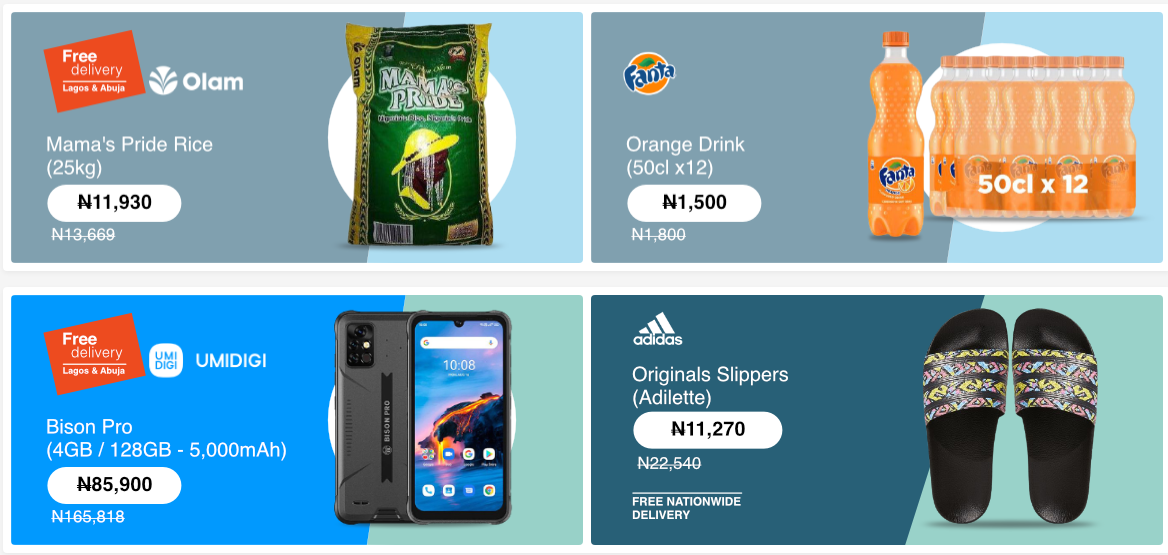 Free
delivery
Lagos & Abuja
Olam
Mama's Pride Rice
(25kg)
₦11,930
₦13,669
Olam
MAMA'S
PRIDE
Fanta
Orange Drink
(50cl x12)
₦1,500
₦1,800
Fanta
50cl x 12
Free
delivery
Lagos & Abuja
UMI
DIGI
UMIDIGI
Bison Pro
(4GB / 128GB - 5,000mAh)
₦85,900
₦165,818
BISON PRO
10:08
adidas
Originals Slippers
(Adilette)
₦11,270
₦22,540
FREE NATIONWIDE
DELIVERY